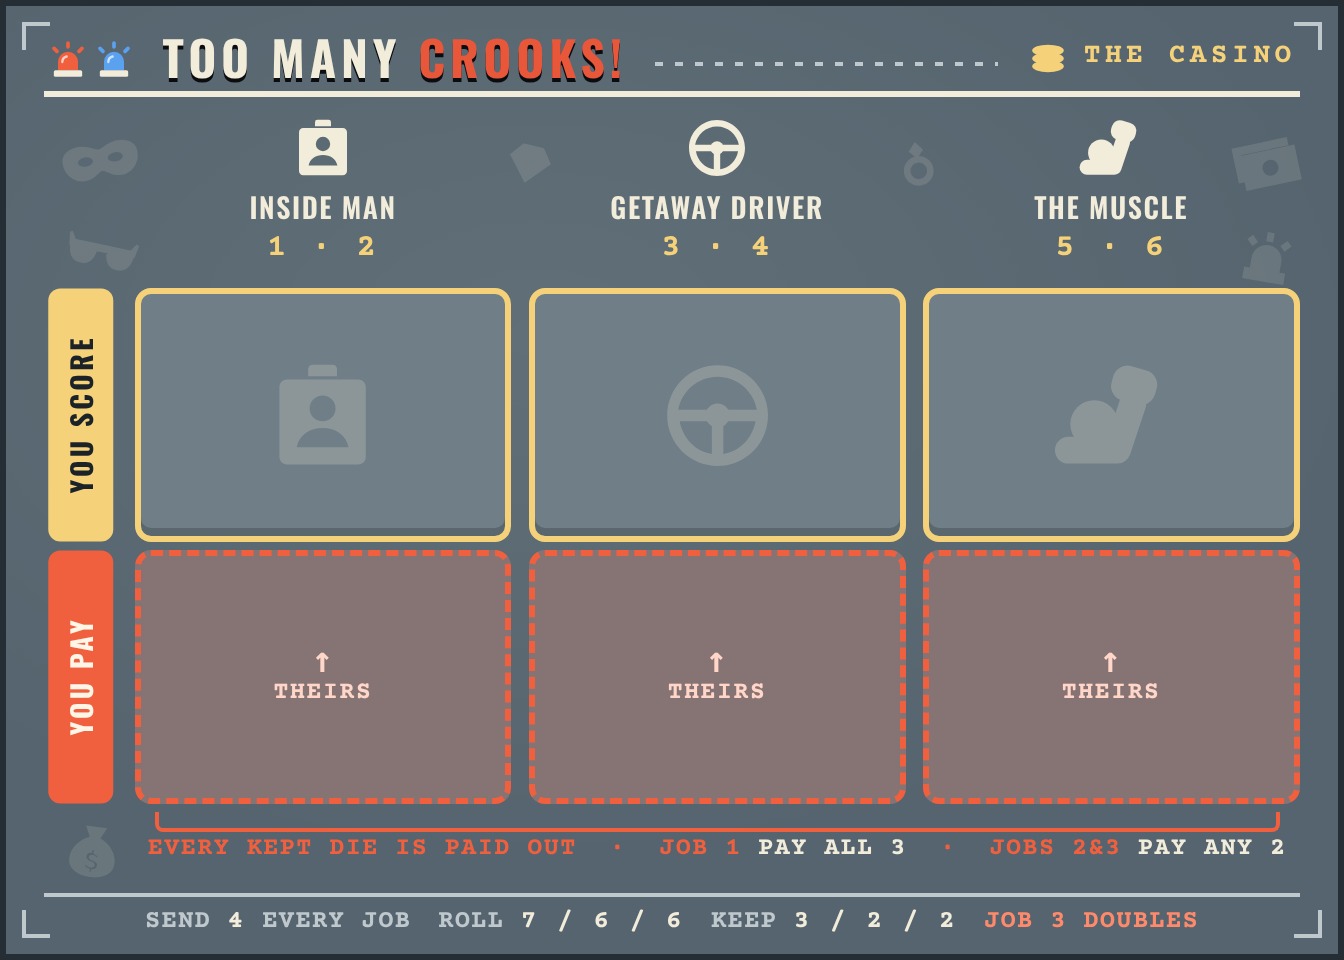 TOO MANY CROOKS!
THE CASINO
INSIDE MAN
1 · 2
GETAWAY DRIVER
3 · 4
THE MUSCLE
5 · 6
YOU SCORE
YOU PAY
↑
THEIRS
↑
THEIRS
↑
THEIRS
$
EVERY KEPT DIE IS PAID OUT · JOB 1 PAY ALL 3 · JOBS 2&3 PAY ANY 2
SEND 4 EVERY JOB ROLL 7 / 6 / 6 KEEP 3 / 2 / 2 JOB 3 DOUBLES